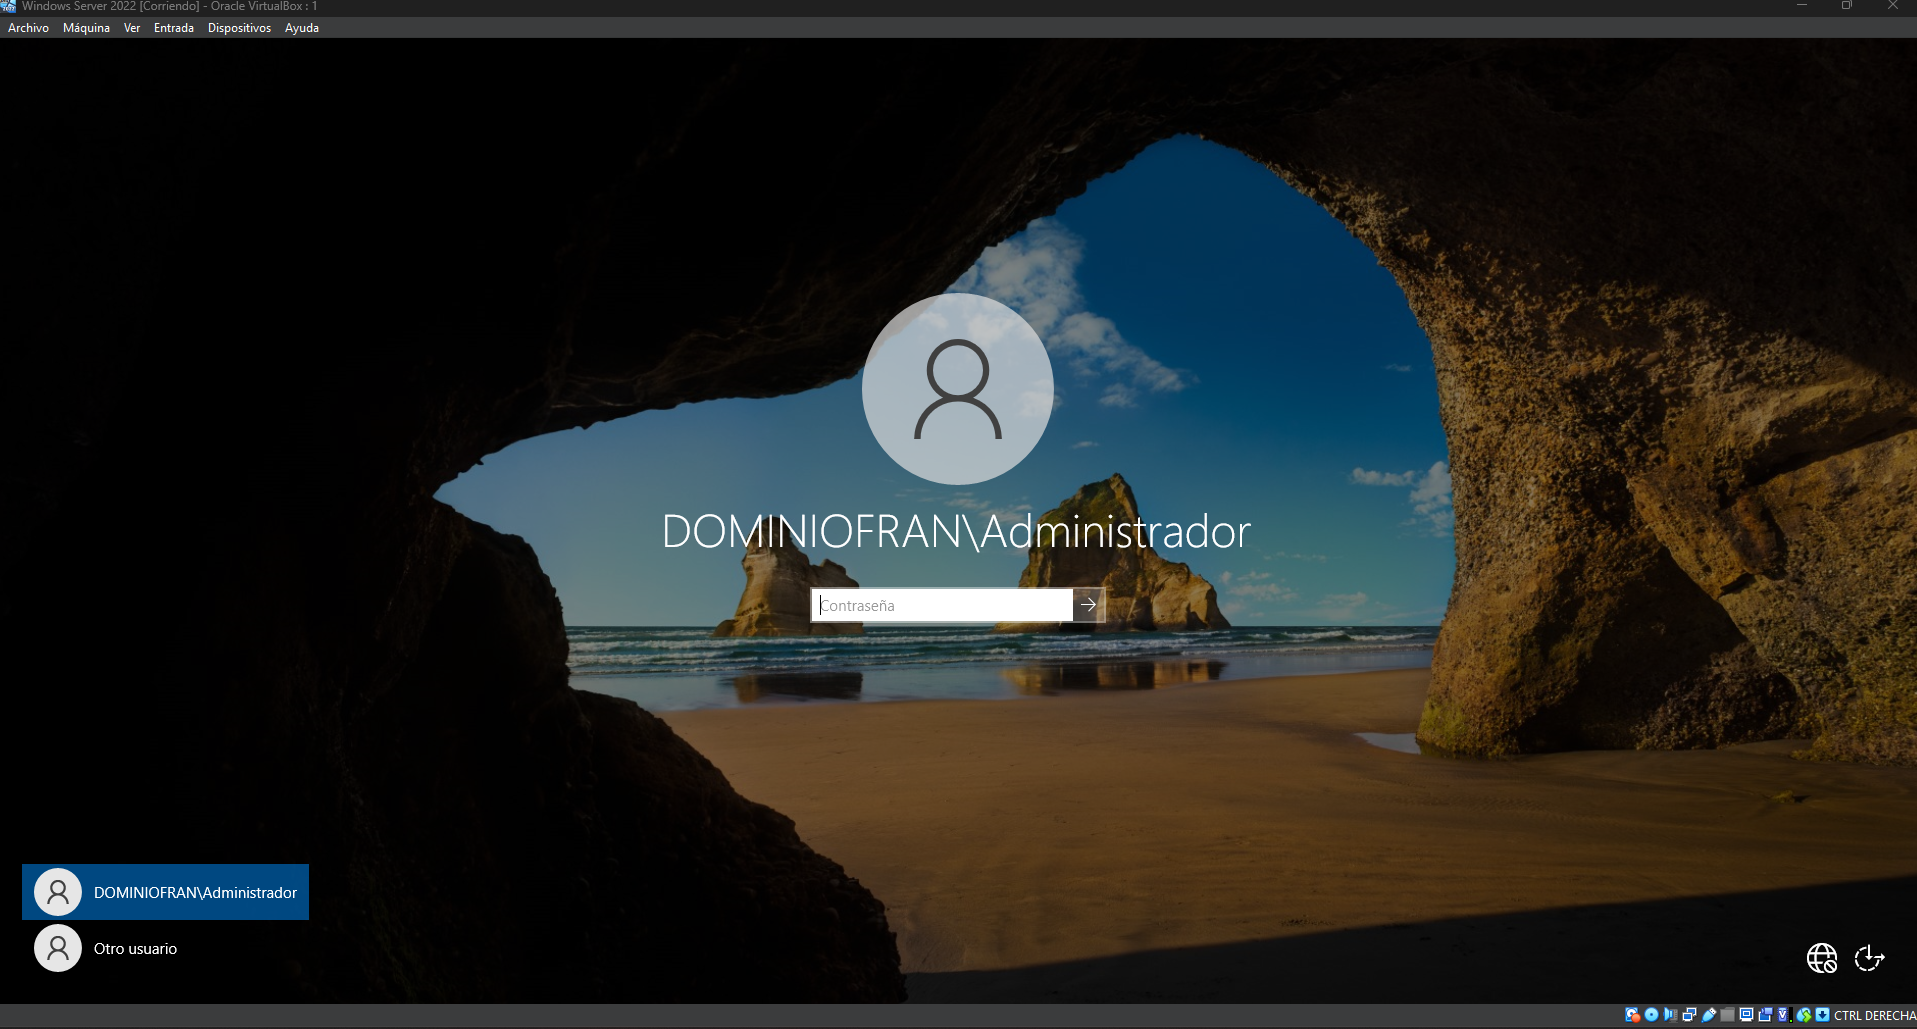 Windows Server 2022 [Corriendo] - Oracle VirtualBox : 1
Archivo Máquina Ver Entrada Dispositivos Ayuda
DOMINIOFRAN\Administrador
Contraseña
DOMINIOFRAN\Administrador
Otro usuario
CTRL DERECHA